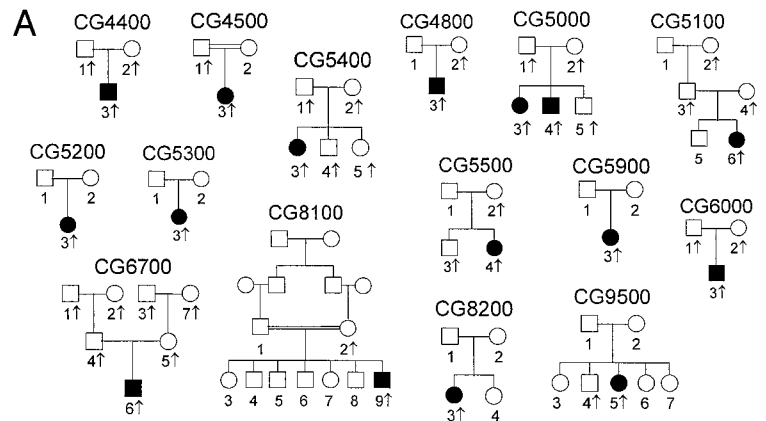 A
CG4400
1↑ 2↑
3↑
CG4500
1↑ 2
3↑
CG5400
1↑ 2↑
3↑ 4↑ 5↑
CG4800
1 2↑
3↑
CG5000
1↑ 2↑
3↑ 4↑ 5↑
CG5100
1 2↑
3↑ 4↑
5 6↑
CG5200
1 2
3↑
CG5300
1 2
3↑
CG5500
1 2↑
3↑ 4↑
CG5900
1 2
3↑
CG6000
1↑ 2↑
3↑
CG6700
1↑ 2↑ 3↑ 7↑
4↑ 5↑
6↑
CG8100
1 2↑
3 4 5 6 7 8 9↑
CG8200
1 2
3↑ 4
CG9500
1 2
3 4↑ 5↑ 6 7